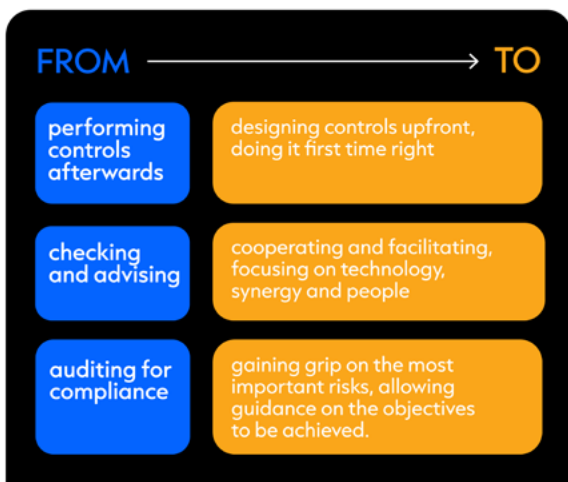 FROM TO
performing
controls
afterwards
designing controls upfront,
doing it first time right
checking
and advising
cooperating and facilitating,
focusing on technology,
synergy and people
auditing for
compliance
gaining grip on the most
important risks, allowing
guidance on the objectives
to be achieved.